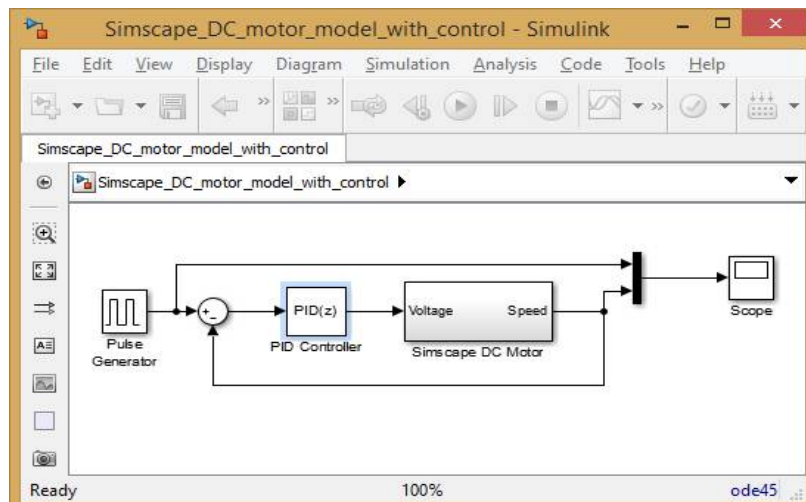 Simscape_DC_motor_model_with_control - Simulink
File Edit View Display Diagram Simulation Analysis Code Tools Help
Simscape_DC_motor_model_with_control
Simscape_DC_motor_model_with_control
Pulse
Generator
PID(z)
PID Controller
Voltage Speed
Simscape DC Motor
Scope
Ready 100% ode45